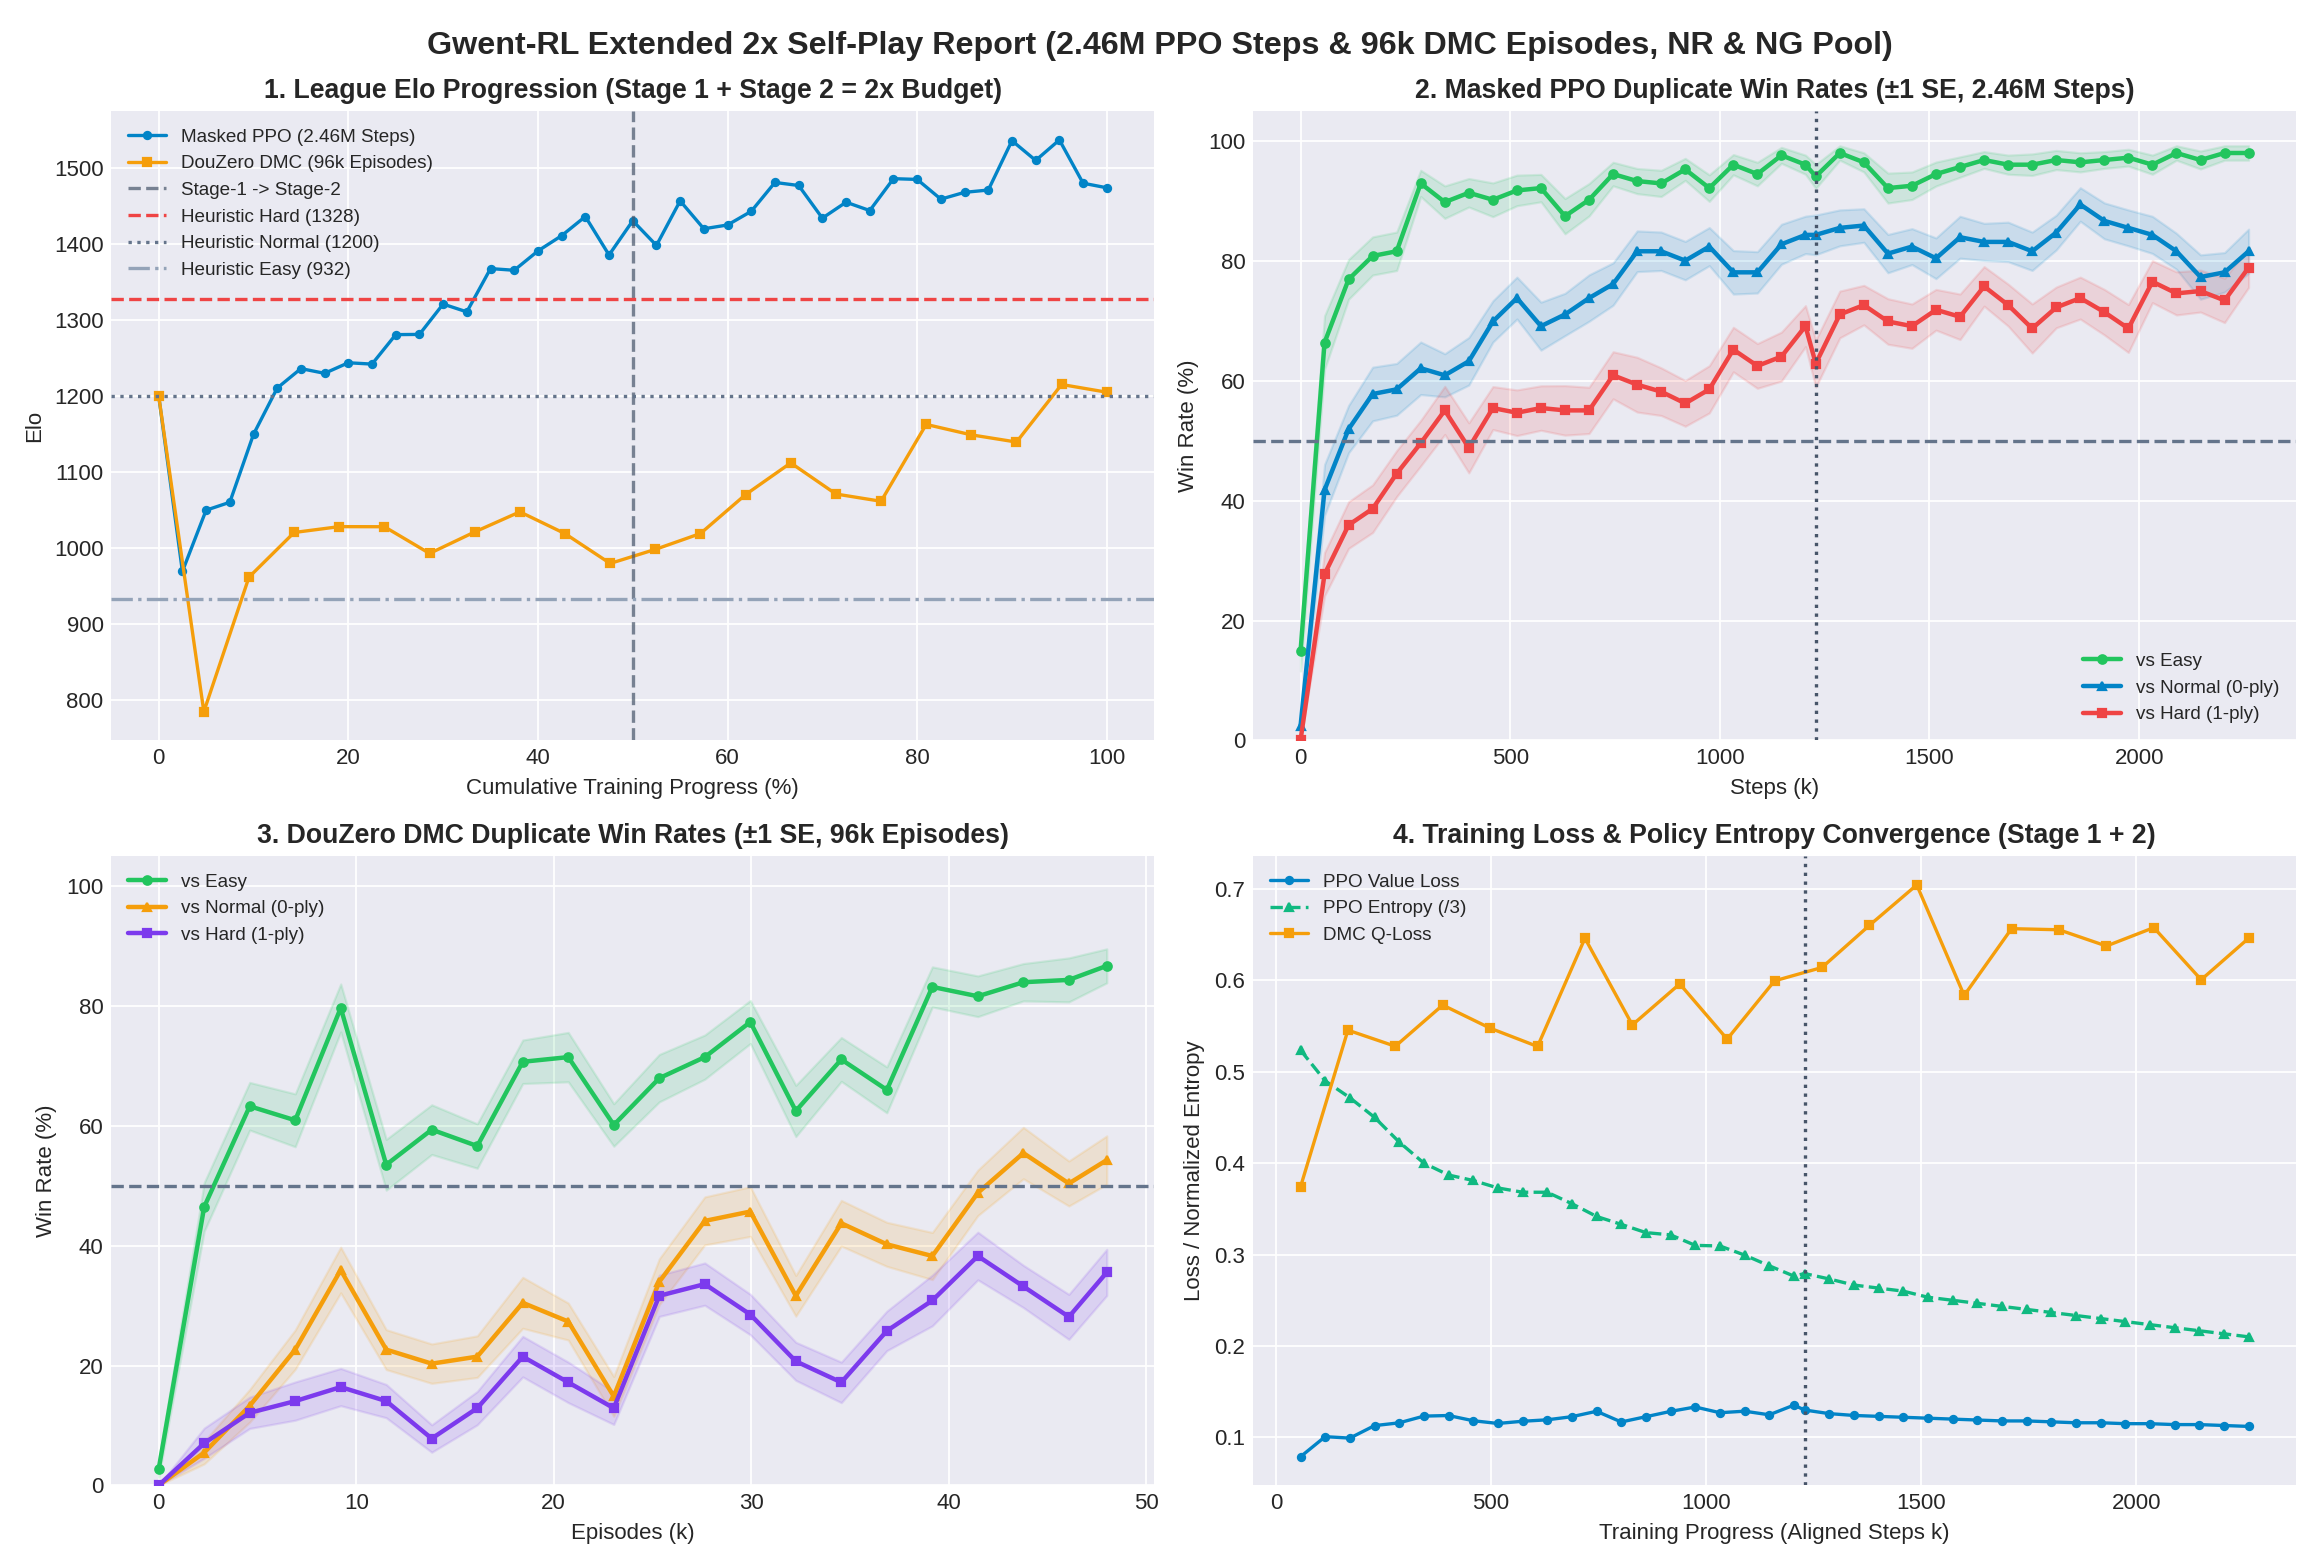 Gwent-RL Extended 2x Self-Play Report (2.46M PPO Steps & 96k DMC Episodes, NR & NG Pool)
1. League Elo Progression (Stage 1 + Stage 2 = 2x Budget)
Masked PPO (2.46M Steps)
DouZero DMC (96k Episodes)
Stage-1 -> Stage-2
Heuristic Hard (1328)
Heuristic Normal (1200)
Heuristic Easy (932)
1500
1400
1300
1200
1100
1000
900
800
Elo
0 20 40 60 80 100
Cumulative Training Progress (%)
2. Masked PPO Duplicate Win Rates (±1 SE, 2.46M Steps)
100
80
60
40
20
0
Win Rate (%)
vs Easy
vs Normal (0-ply)
vs Hard (1-ply)
0 500 1000 1500 2000
Steps (k)
3. DouZero DMC Duplicate Win Rates (±1 SE, 96k Episodes)
vs Easy
vs Normal (0-ply)
vs Hard (1-ply)
100
80
60
40
20
0
Win Rate (%)
0 10 20 30 40 50
Episodes (k)
4. Training Loss & Policy Entropy Convergence (Stage 1 + 2)
PPO Value Loss
PPO Entropy (/3)
DMC Q-Loss
0.7
0.6
0.5
0.4
0.3
0.2
0.1
Loss / Normalized Entropy
0 500 1000 1500 2000
Training Progress (Aligned Steps k)